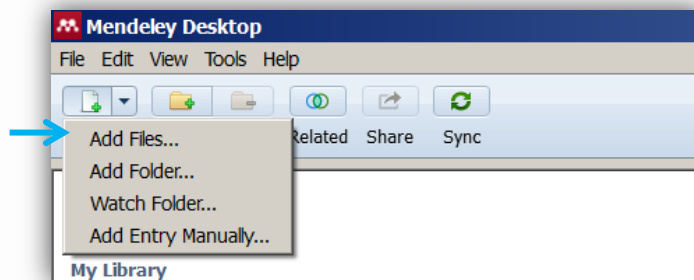 Mendeley Desktop
File Edit View Tools Help
Related Share Sync
Add Files...
Add Folder...
Watch Folder...
Add Entry Manually...
My Library